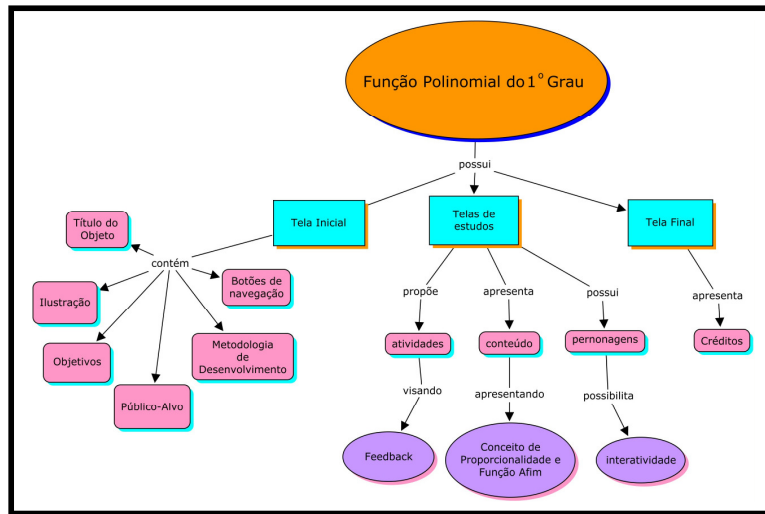 Função Polinomial do 1º Grau
possui
Tela Inicial
Telas de
estudos
Tela Final
Título do
Objeto
contém
Botões de
navegação
Ilustração
Objetivos
Metodologia
de
Desenvolvimento
Público-Alvo
propõe
apresenta
possui
apresenta
atividades
conteúdo
pernonagens
Créditos
visando
apresentando
possibilita
Feedback
Conceito de
Proporcionalidade e
Função Afim
interatividade